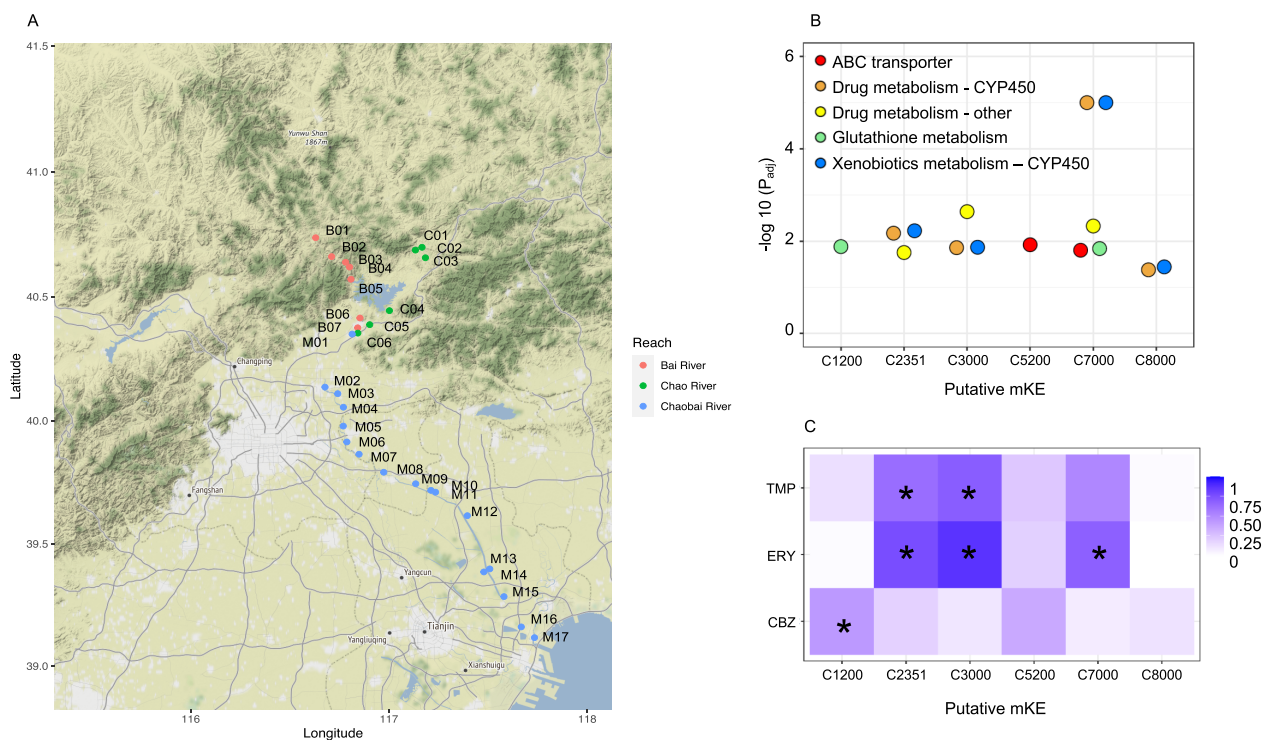 A
41.5
41.0
40.5
40.0
39.5
39.0
Latitude
116
117
118
Longitude
Yunwu Shan
1867m
B01
B02
B03
B04
B05
B06
B07
C01
C02
C03
C04
C05
C06
M01
M02
M03
M04
M05
M06
M07
M08
M09
M10
M11
M12
M13
M14
M15
M16
M17
Changping
Fangshan
Yangcun
Tianjin
Yangliuqing
Xianshuigu
Reach
Bai River
Chao River
Chaobai River
B
6
4
2
0
-log 10 (Padj)
ABC transporter
Drug metabolism - CYP450
Drug metabolism - other
Glutathione metabolism
Xenobiotics metabolism – CYP450
C1200 C2351 C3000 C5200 C7000 C8000
Putative mKE
C
TMP * *
ERY * * *
CBZ *
C1200 C2351 C3000 C5200 C7000 C8000
Putative mKE
1
0.75
0.25
0